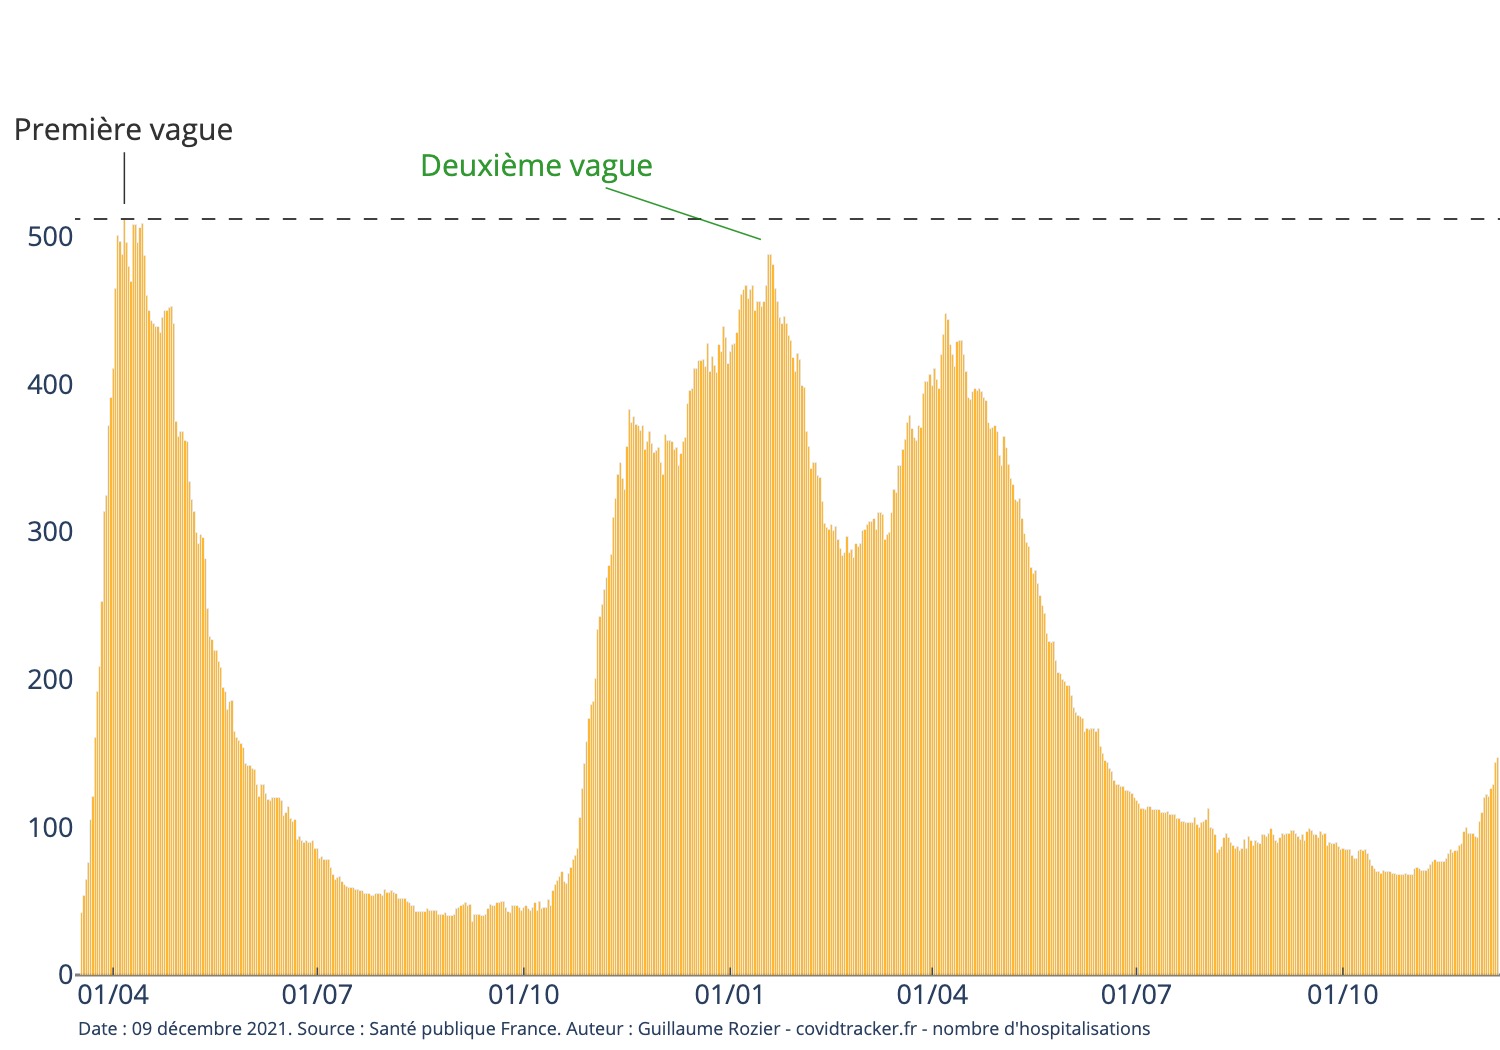 Première vague
Deuxième vague
500
400
300
200
100
0
01/04 01/07 01/10 01/01 01/04 01/07 01/10
Date : 09 décembre 2021. Source : Santé publique France. Auteur : Guillaume Rozier - covidtracker.fr - nombre d'hospitalisations